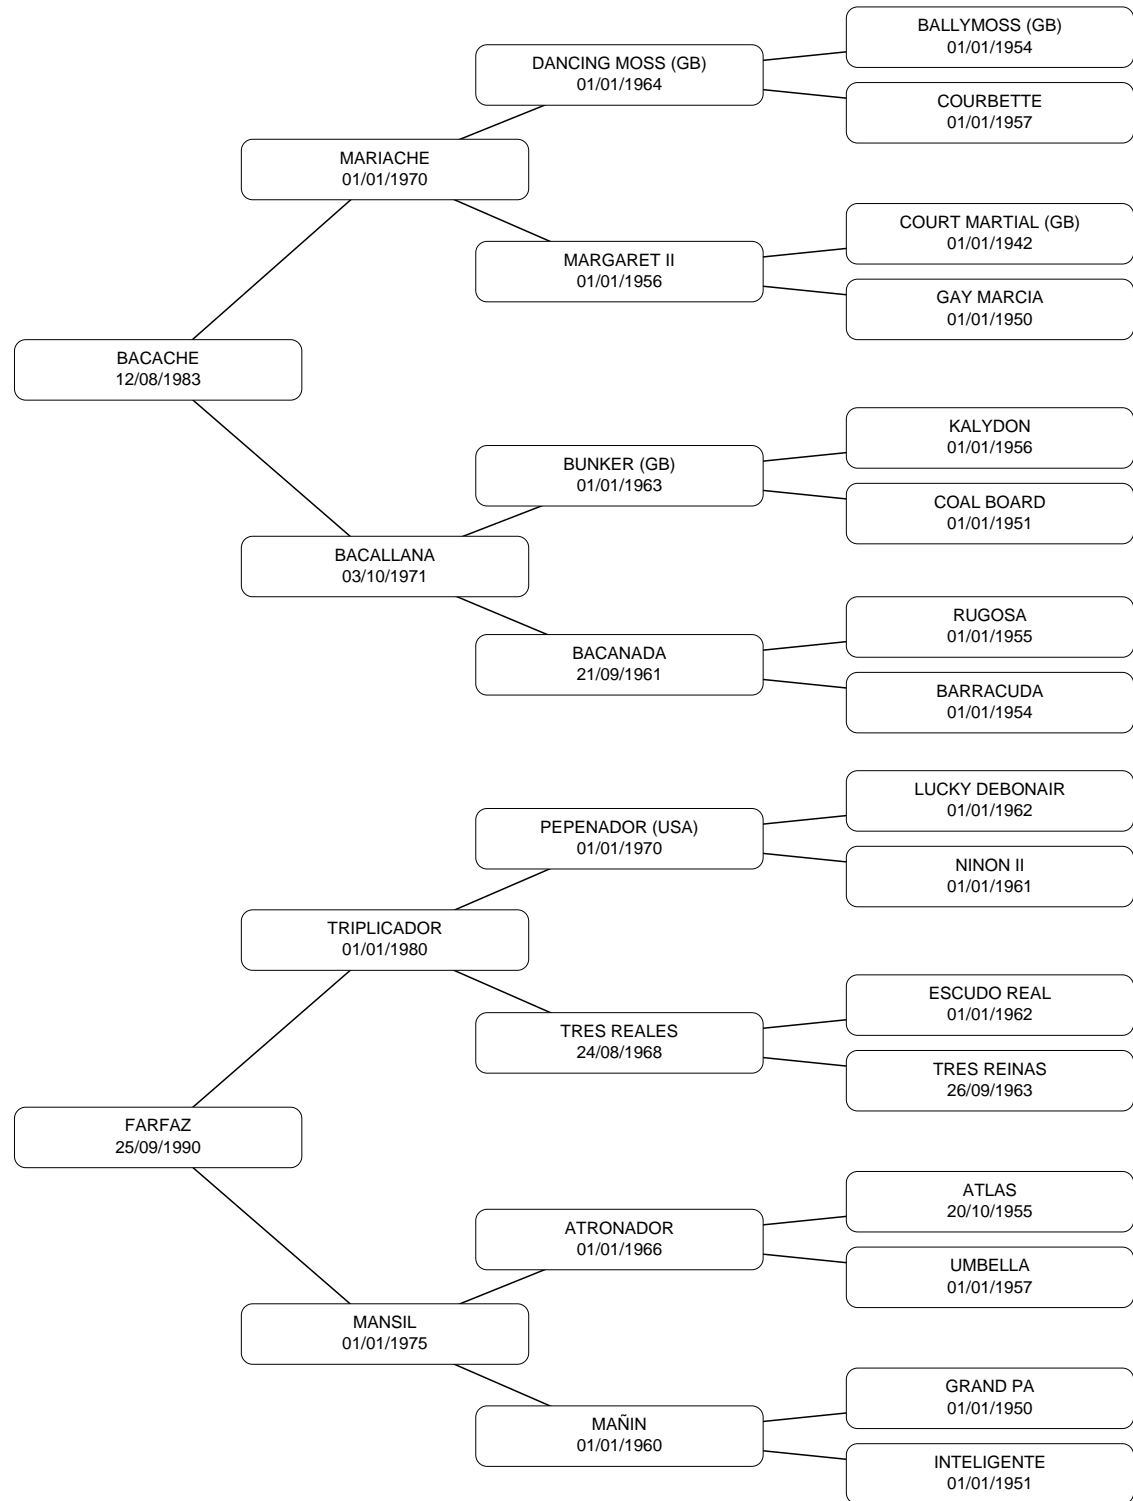 BALLYMOSS (GB)
01/01/1954
DANCING MOSS (GB)
01/01/1964
COURBETTE
01/01/1957
MARIACHE
01/01/1970
COURT MARTIAL (GB)
01/01/1942
MARGARET II
01/01/1956
GAY MARCIA
01/01/1950
BACACHE
12/08/1983
KALYDON
01/01/1956
BUNKER (GB)
01/01/1963
COAL BOARD
01/01/1951
BACALLANA
03/10/1971
RUGOSA
01/01/1955
BACANADA
21/09/1961
BARRACUDA
01/01/1954
LUCKY DEBONAIR
01/01/1962
PEPENADOR (USA)
01/01/1970
NINON II
01/01/1961
TRIPLICADOR
01/01/1980
ESCUDO REAL
01/01/1962
TRES REALES
24/08/1968
TRES REINAS
26/09/1963
FARFAZ
25/09/1990
ATLAS
20/10/1955
ATRONADOR
01/01/1966
UMBELLA
01/01/1957
MANSIL
01/01/1975
GRAND PA
01/01/1950
MAÑIN
01/01/1960
INTELIGENTE
01/01/1951